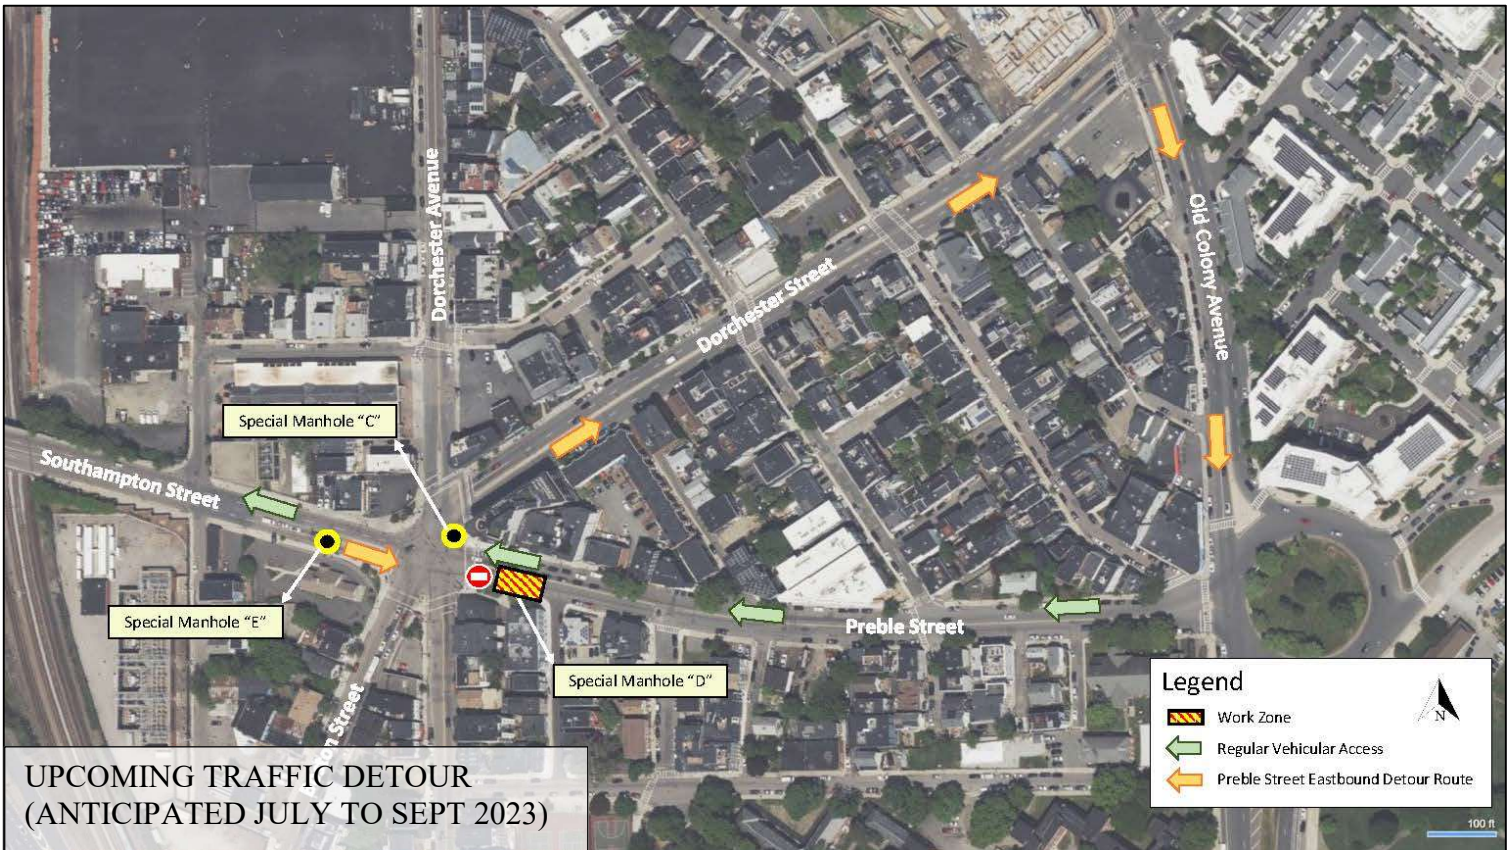 Dorchester Avenue
Old Colony Avenue
Dorchester Street
Special Manhole "C"
Southampton Street
Special Manhole "E"
Preble Street
Special Manhole "D"
Legend
Work Zone
Regular Vehicular Access
Preble Street Eastbound Detour Route
N
on Street
UPCOMING TRAFFIC DETOUR
(ANTICIPATED JULY TO SEPT 2023)
100 ft